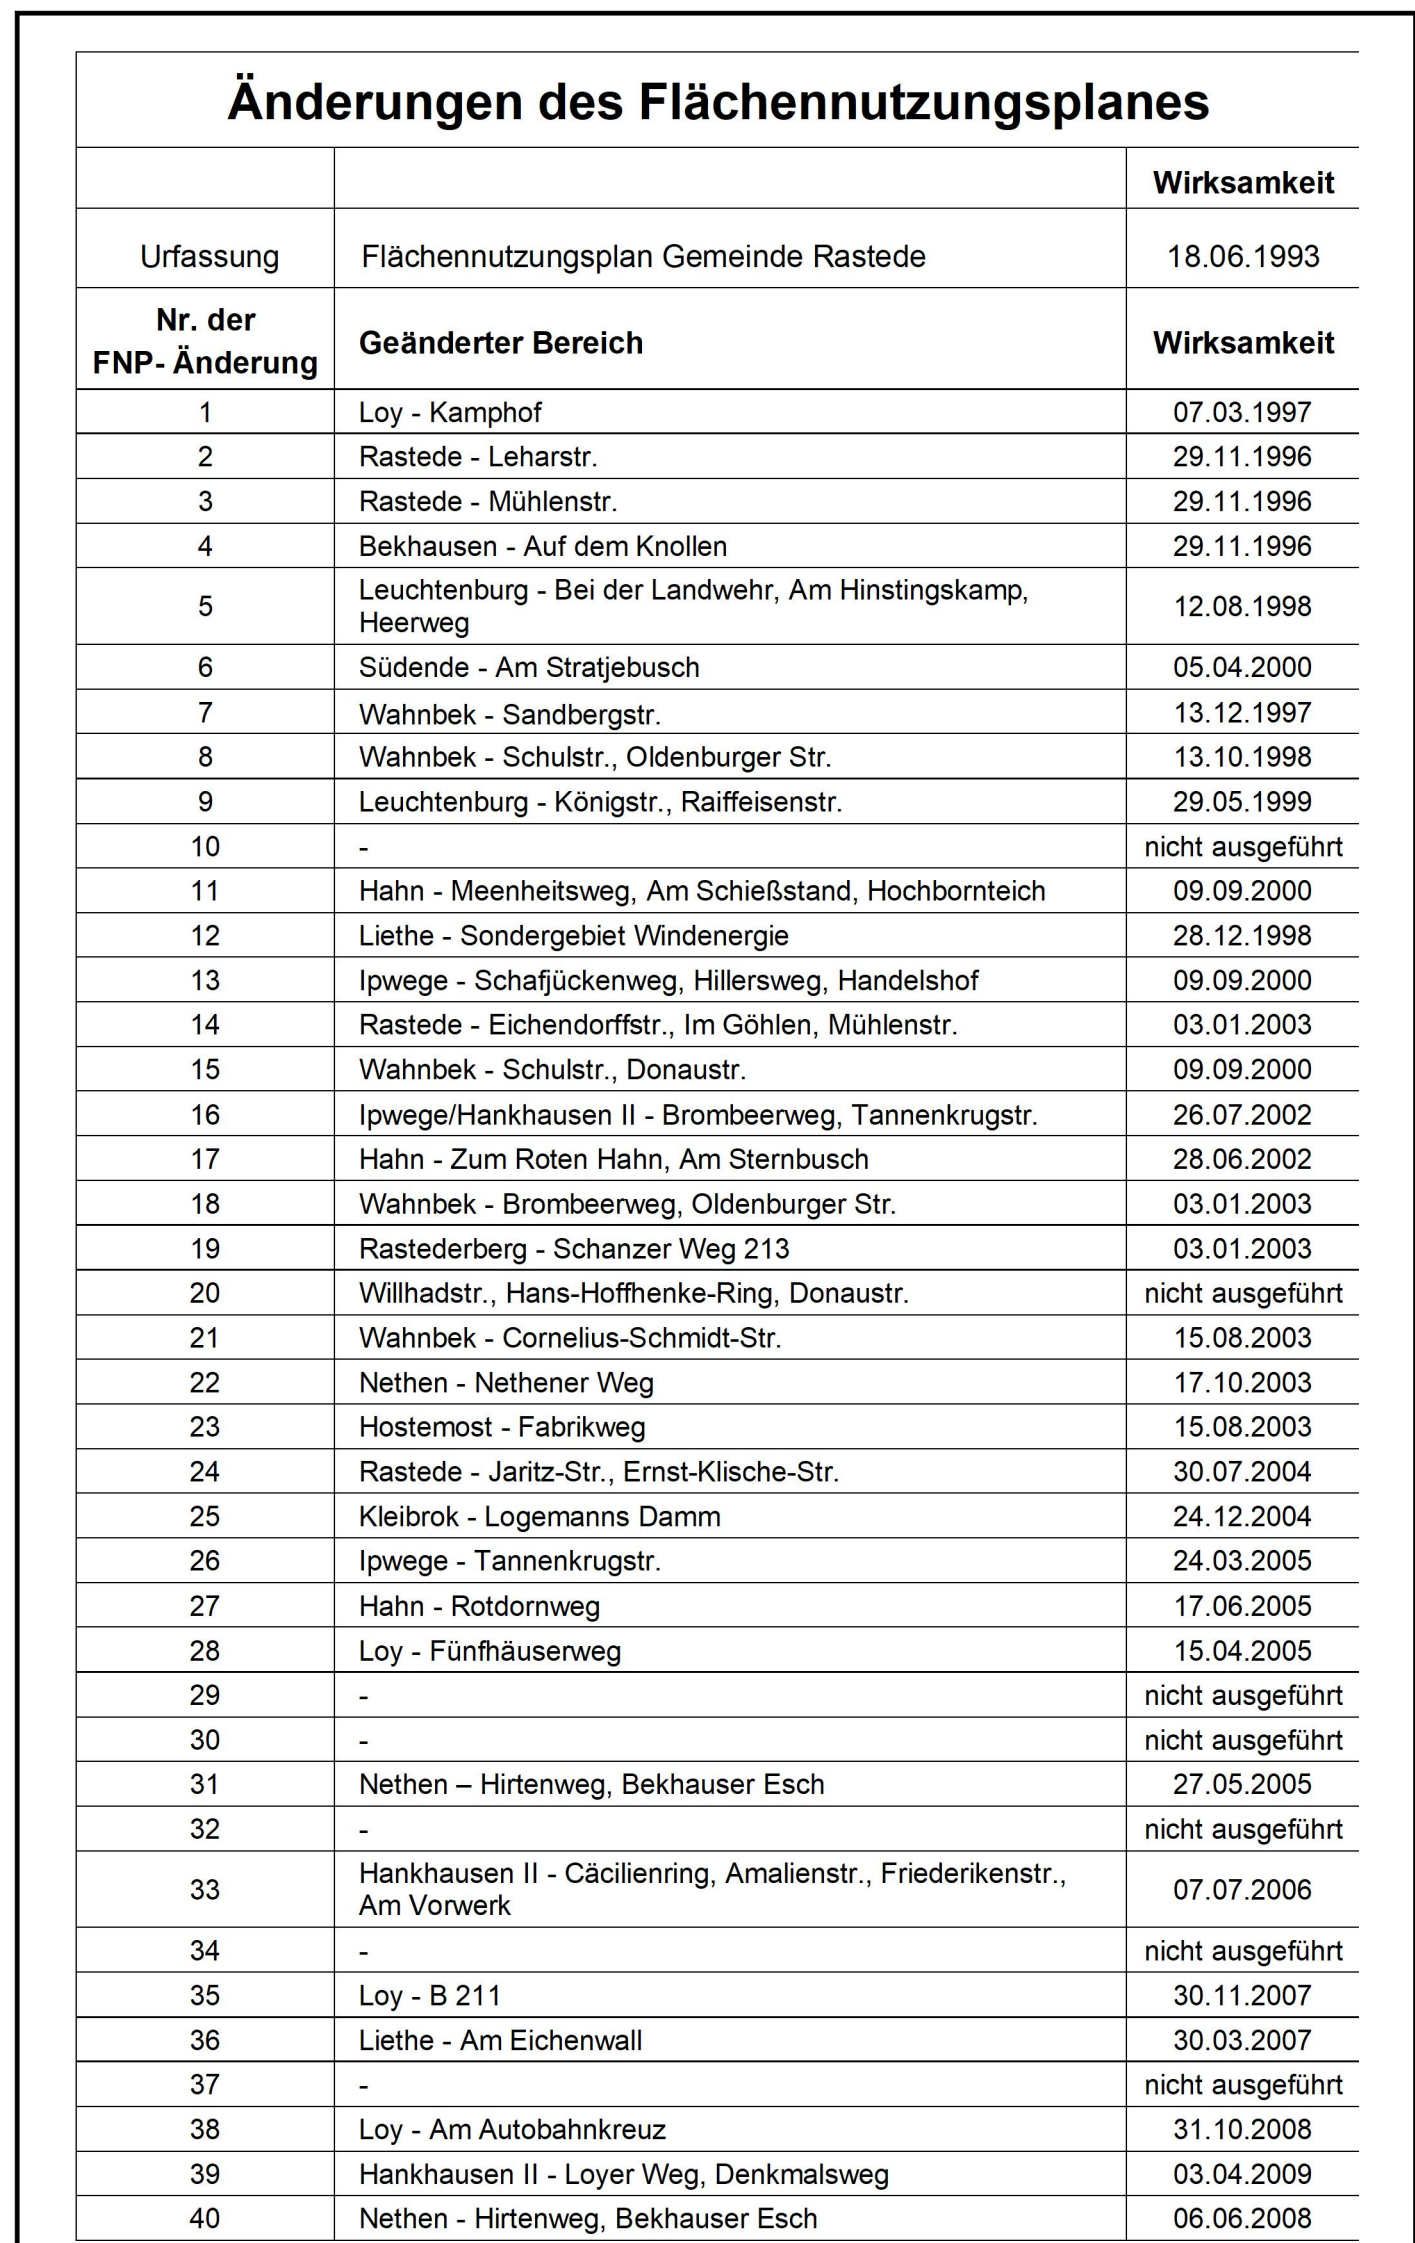 Änderungen des Flächennutzungsplanes
Wirksamkeit
Urfassung Flächennutzungsplan Gemeinde Rastede 18.06.1993
Nr. der
FNP- Änderung Geänderter Bereich Wirksamkeit
1 Loy - Kamphof 07.03.1997
2 Rastede - Leharstr. 29.11.1996
3 Rastede - Mühlenstr. 29.11.1996
4 Bekhausen - Auf dem Knollen 29.11.1996
5 Leuchtenburg - Bei der Landwehr, Am Hinstingskamp,
Heerweg 12.08.1998
6 Südende - Am Stratjebusch 05.04.2000
7 Wahnbek - Sandbergstr. 13.12.1997
8 Wahnbek - Schulstr., Oldenburger Str. 13.10.1998
9 Leuchtenburg - Königstr., Raiffeisenstr. 29.05.1999
10 - nicht ausgeführt
11 Hahn - Meenheitsweg, Am Schießstand, Hochbornteich 09.09.2000
12 Liethe - Sondergebiet Windenergie 28.12.1998
13 Ipwege - Schafjückenweg, Hillersweg, Handelshof 09.09.2000
14 Rastede - Eichendorffstr., Im Göhlen, Mühlenstr. 03.01.2003
15 Wahnbek - Schulstr., Donaustr. 09.09.2000
16 Ipwege/Hankhausen II - Brombeerweg, Tannenkrugstr. 26.07.2002
17 Hahn - Zum Roten Hahn, Am Sternbusch 28.06.2002
18 Wahnbek - Brombeerweg, Oldenburger Str. 03.01.2003
19 Rastederberg - Schanzer Weg 213 03.01.2003
20 Willhadstr., Hans-Hoffhenke-Ring, Donaustr. nicht ausgeführt
21 Wahnbek - Cornelius-Schmidt-Str. 15.08.2003
22 Nethen - Nethener Weg 17.10.2003
23 Hostemost - Fabrikweg 15.08.2003
24 Rastede - Jaritz-Str., Ernst-Klische-Str. 30.07.2004
25 Kleibrok - Logemanns Damm 24.12.2004
26 Ipwege - Tannenkrugstr. 24.03.2005
27 Hahn - Rotdornweg 17.06.2005
28 Loy - Fünfhäuserweg 15.04.2005
29 - nicht ausgeführt
30 - nicht ausgeführt
31 Nethen – Hirtenweg, Bekhauser Esch 27.05.2005
32 - nicht ausgeführt
33 Hankhausen II - Cäcilienring, Amalienstr., Friederikenstr.,
Am Vorwerk 07.07.2006
34 - nicht ausgeführt
35 Loy - B 211 30.11.2007
36 Liethe - Am Eichenwall 30.03.2007
37 - nicht ausgeführt
38 Loy - Am Autobahnkreuz 31.10.2008
39 Hankhausen II - Loyer Weg, Denkmalsweg 03.04.2009
40 Nethen - Hirtenweg, Bekhauser Esch 06.06.2008